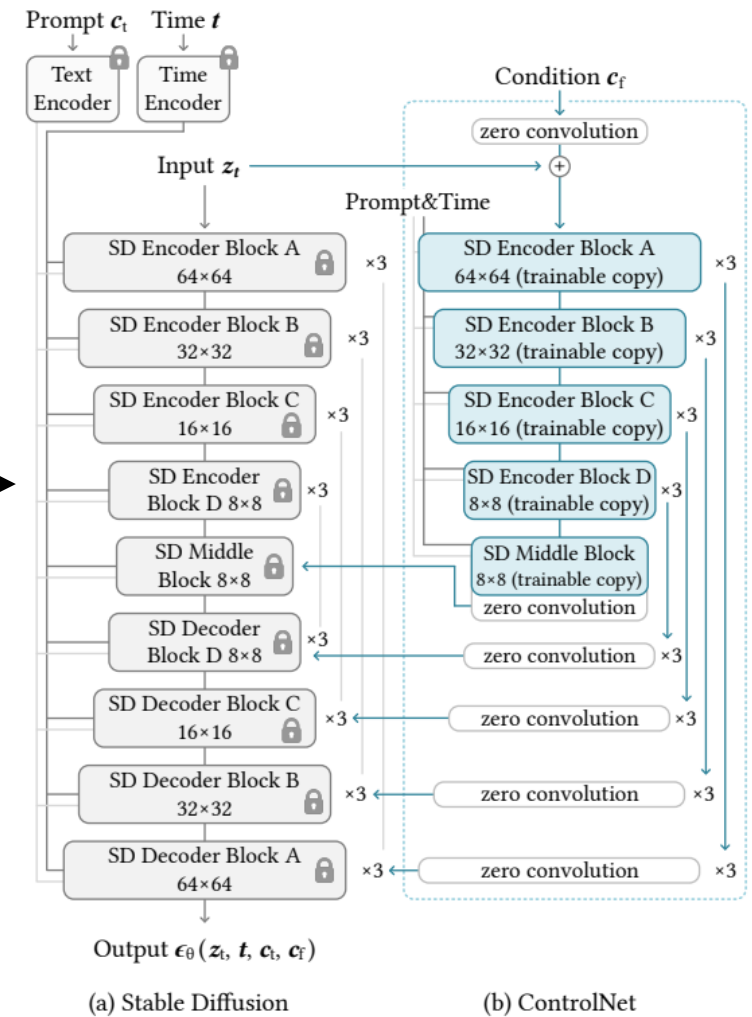 Prompt cₜ
Time t
Text
Encoder
Time
Encoder
Input zₜ
SD Encoder Block A
64×64
×3
SD Encoder Block B
32×32
×3
SD Encoder Block C
16×16
×3
SD Encoder
Block D 8×8
×3
SD Middle
Block 8×8
SD Decoder
Block D 8×8
×3
SD Decoder Block C
16×16
×3
SD Decoder Block B
32×32
×3
SD Decoder Block A
64×64
×3
Output ϵθ(zₜ, t, cₜ, c_f)
(a) Stable Diffusion
Condition c_f
zero convolution
+
Prompt&Time
SD Encoder Block A
64×64 (trainable copy)
×3
SD Encoder Block B
32×32 (trainable copy)
×3
SD Encoder Block C
16×16 (trainable copy)
×3
SD Encoder Block D
8×8 (trainable copy)
×3
SD Middle Block
8×8 (trainable copy)
zero convolution
zero convolution
×3
zero convolution
×3
zero convolution
×3
zero convolution
×3
(b) ControlNet